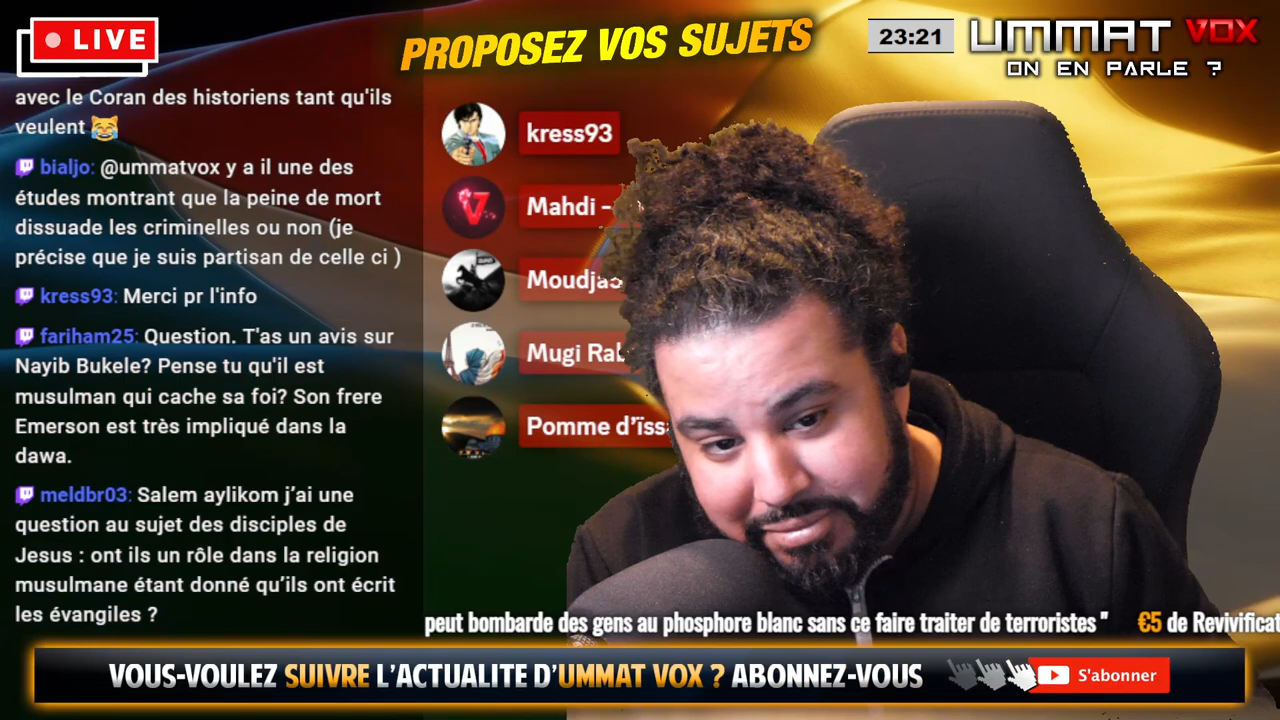 LIVE
PROPOSEZ VOS SUJETS
23:21
UMMAT VOX
ON EN PARLE ?
avec le Coran des historiens tant qu'ils
veulent 😹
bialjo: @ummatvox y a il une des
études montrant que la peine de mort
dissuade les criminelles ou non (je
précise que je suis partisan de celle ci )
kress93: Merci pr l'info
fariham25: Question. T'as un avis sur
Nayib Bukele? Pense tu qu'il est
musulman qui cache sa foi? Son frere
Emerson est très impliqué dans la
dawa.
meldbr03: Salem aylikom j'ai une
question au sujet des disciples de
Jesus : ont ils un rôle dans la religion
musulmane étant donné qu'ils ont écrit
les évangiles ?
kress93
Mahdi -
Mugi
Pomme d'ïss
peut bombarde des gens au phosphore blanc sans ce faire traiter de terroristes " €5 de
VOUS-VOULEZ SUIVRE L'ACTUALITE D'UMMAT VOX ? ABONNEZ-VOUS
S'abonner